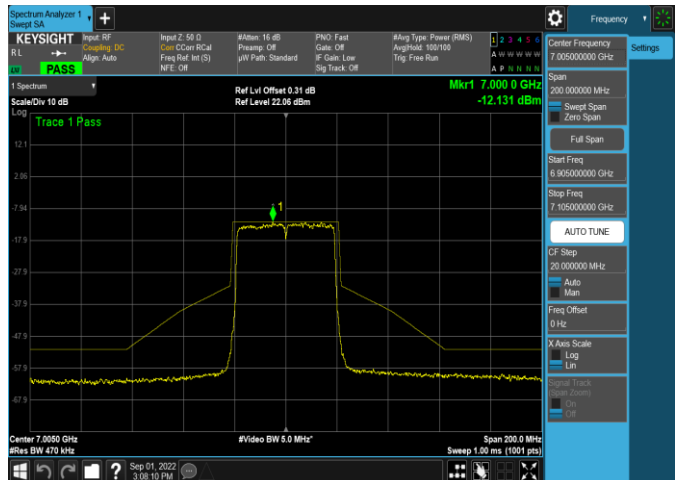 Spectrum Analyzer 1
Swept SA
Frequency
KEYSIGHT
RL
PASS
Input: RF
Coupling: DC
Align: Auto
Input Z: 50 Ω
Corr CCorr RCal
Freq Ref: Int (S)
NFE: Off
#Atten: 16 dB
Preamp: Off
µW Path: Standard
PNO: Fast
Gate: Off
IF Gain: Low
Sig Track: Off
#Avg Type: Power (RMS)
Avg|Hold: 100/100
Trig: Free Run
1 2 3 4 5 6
A W W W W W
A P N N N N
1 Spectrum
Scale/Div 10 dB
Log
Ref Lvl Offset 0.31 dB
Ref Level 22.06 dBm
Mkr1 7.000 0 GHz
-12.131 dBm
Trace 1 Pass
12.1
2.06
-7.94
1
-17.9
-27.9
-37.9
-47.9
-57.9
-67.9
Center 7.0050 GHz
#Res BW 470 kHz
#Video BW 5.0 MHz*
Span 200.0 MHz
Sweep 1.00 ms (1001 pts)
Sep 01, 2022
3:08:10 PM
Center Frequency
7.005000000 GHz
Span
200.000000 MHz
Swept Span
Zero Span
Full Span
Start Freq
6.905000000 GHz
Stop Freq
7.105000000 GHz
AUTO TUNE
CF Step
20.000000 MHz
Auto
Man
Freq Offset
0 Hz
X Axis Scale
Log
Lin
Signal Track
(Span Zoom)
On
Off
Settings